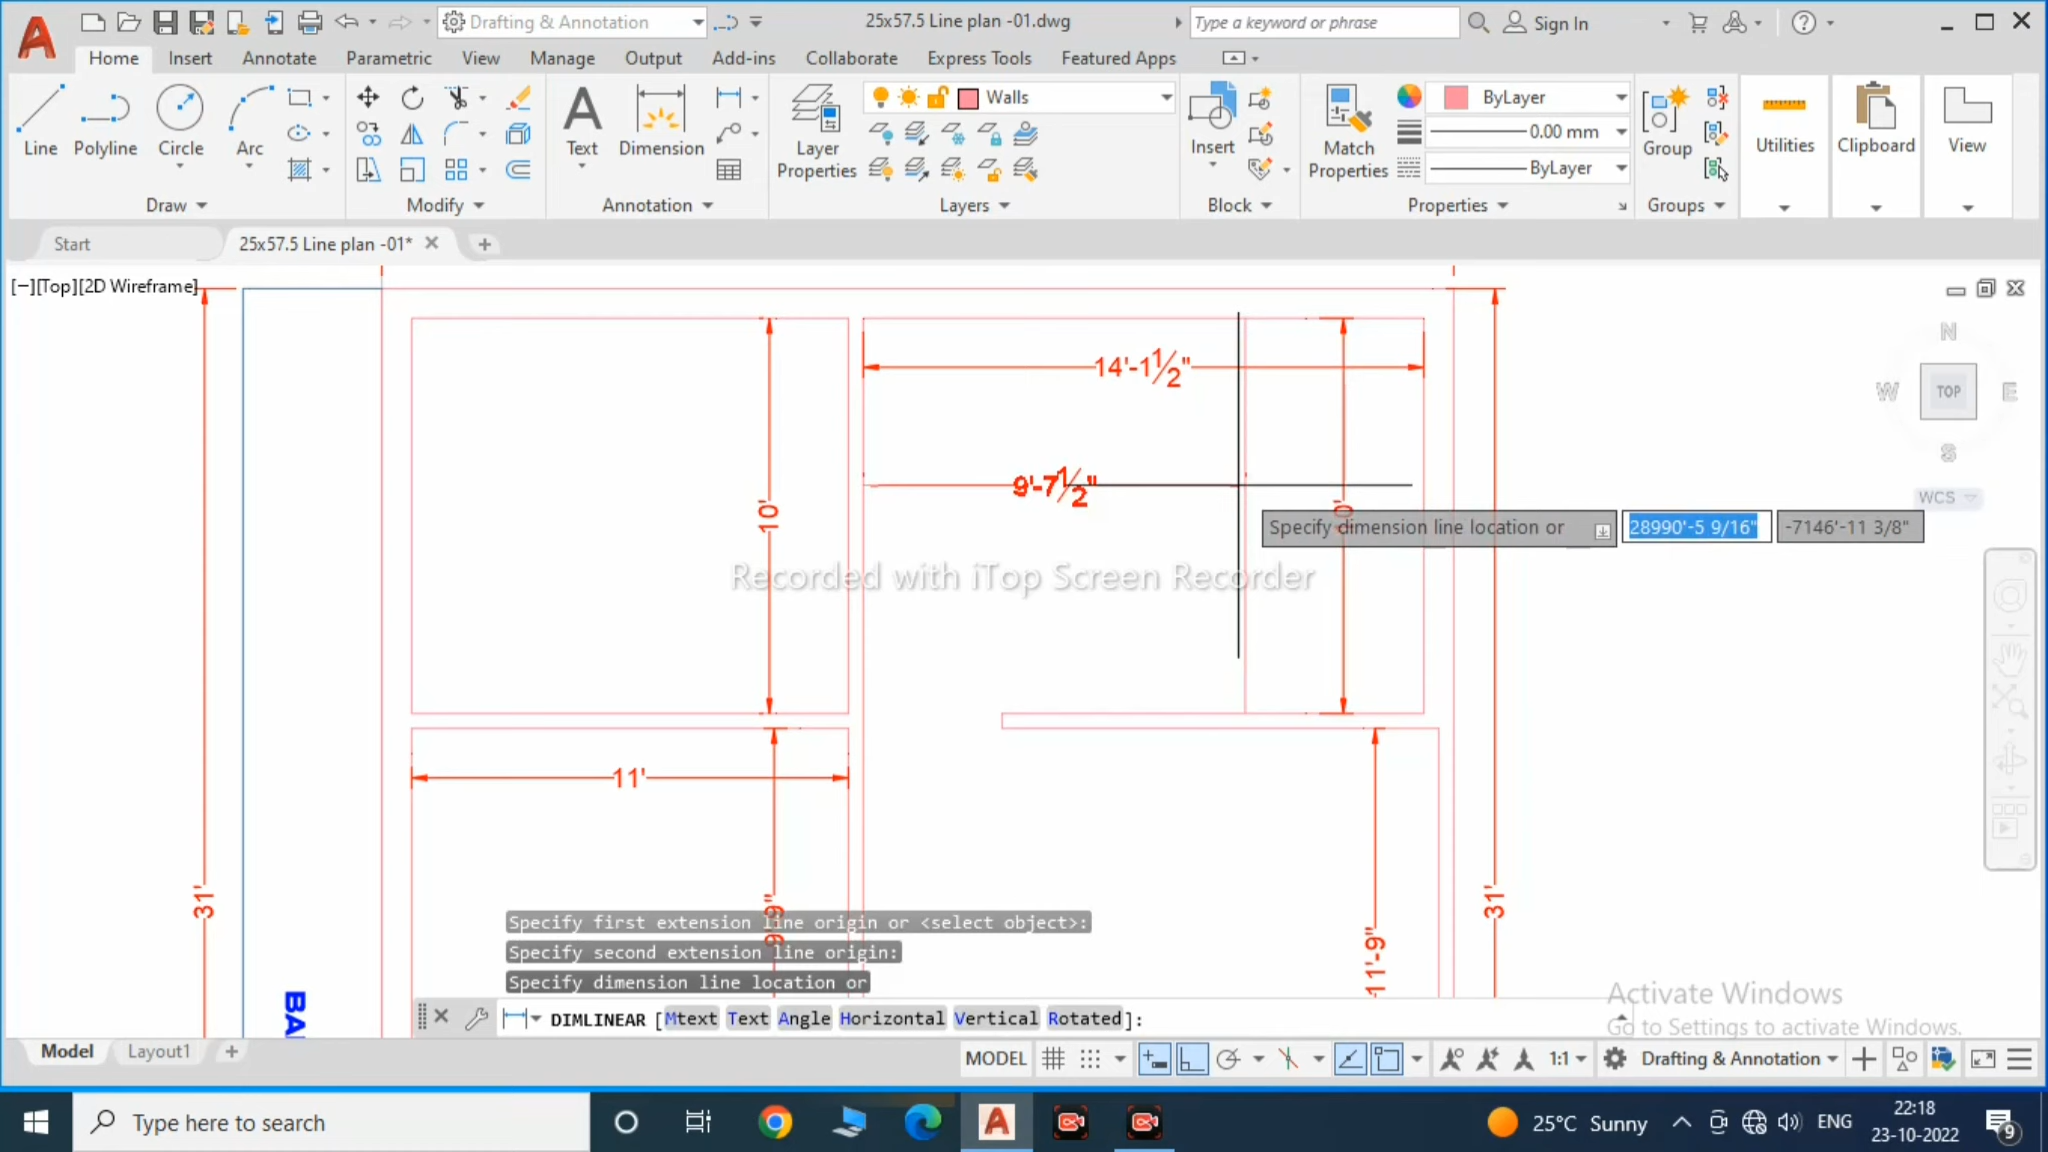 Drafting & Annotation
25x57.5 Line plan -01.dwg
Type a keyword or phrase
Sign In
Home Insert Annotate Parametric View Manage Output Add-ins Collaborate Express Tools Featured Apps
Line Polyline Circle Arc
Text Dimension
Layer Properties
Walls
Insert
Match Properties
ByLayer
0.00 mm
ByLayer
Group
Utilities
Clipboard
View
Draw Modify Annotation Layers Block Properties Groups
Start
25x57.5 Line plan -01*
[−][Top][2D Wireframe]
N
W TOP E
S
WCS
14'-1½"
9'-7½"
10'
10'
Specify dimension line location or 28990'-5 9/16" -7146'-11 3/8"
Recorded with iTop Screen Recorder
11'
31'
9'-9"
11'-9"
31'
BA
Specify first extension line origin or <select object>:
Specify second extension line origin:
Specify dimension line location or
DIMLINEAR [Mtext Text Angle Horizontal Vertical Rotated]:
Activate Windows
Go to Settings to activate Windows.
Model Layout1
MODEL 1:1 Drafting & Annotation
Type here to search
25°C Sunny
ENG
22:18
23-10-2022
9